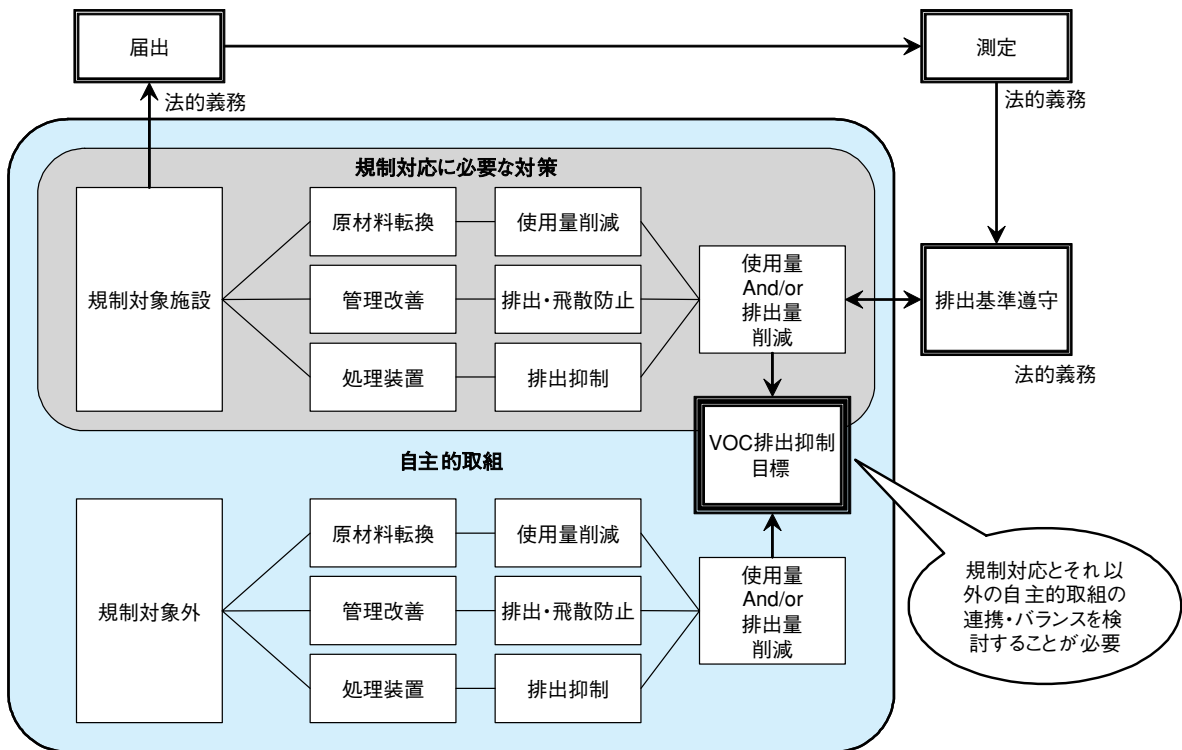 届出
測定
法的義務
法的義務
規制対応に必要な対策
規制対象施設
原材料転換
使用量削減
管理改善
排出・飛散防止
処理装置
排出抑制
使用量
And/or
排出量
削減
排出基準遵守
法的義務
VOC排出抑制
目標
自主的取組
規制対象外
原材料転換
使用量削減
管理改善
排出・飛散防止
処理装置
排出抑制
使用量
And/or
排出量
削減
規制対応とそれ以
外の自主的取組の
連携・バランスを検
討することが必要